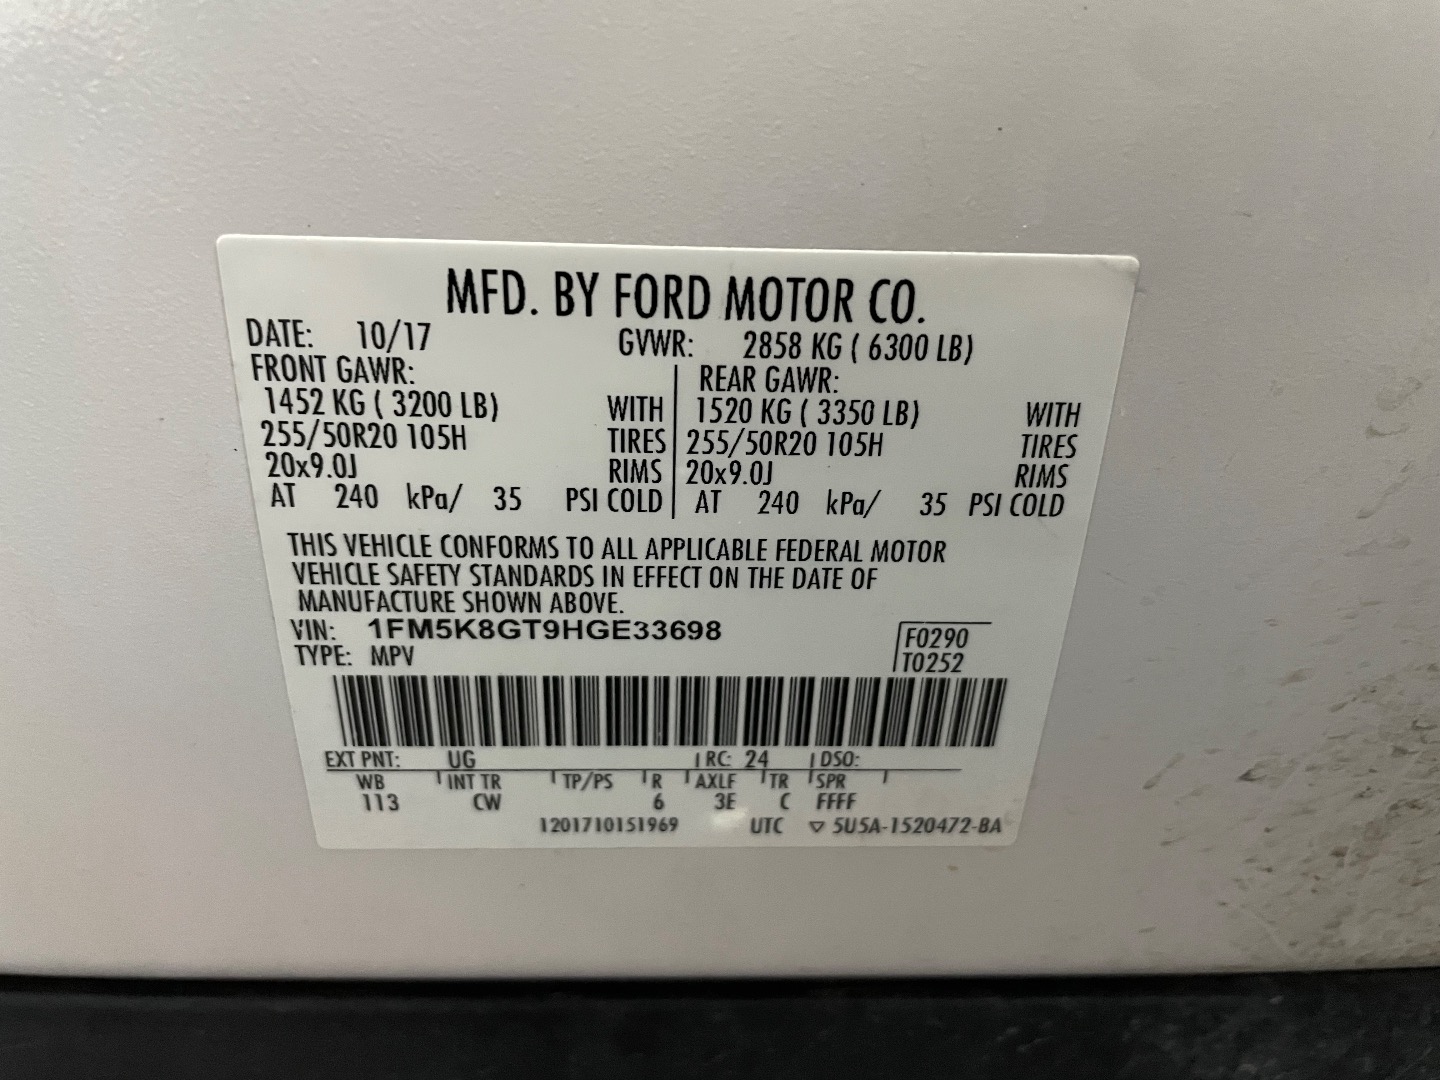 MFD. BY FORD MOTOR CO.
DATE: 10/17 GVWR: 2858 KG ( 6300 LB)
FRONT GAWR: REAR GAWR:
1452 KG ( 3200 LB) WITH 1520 KG ( 3350 LB) WITH
255/50R20 105H TIRES 255/50R20 105H TIRES
20x9.0J RIMS 20x9.0J RIMS
AT 240 kPa/ 35 PSI COLD AT 240 kPa/ 35 PSI COLD
THIS VEHICLE CONFORMS TO ALL APPLICABLE FEDERAL MOTOR
VEHICLE SAFETY STANDARDS IN EFFECT ON THE DATE OF
MANUFACTURE SHOWN ABOVE.
VIN: 1FM5K8GT9HGE33698 F0290
TYPE: MPV T0252
EXT PNT: UG RC: 24 DSO:
WB INT TR TP/PS R AXLE TR SPR
113 CW 6 3E C FFFF
1201710151969 UTC ▽ 5U5A-1520472-BA